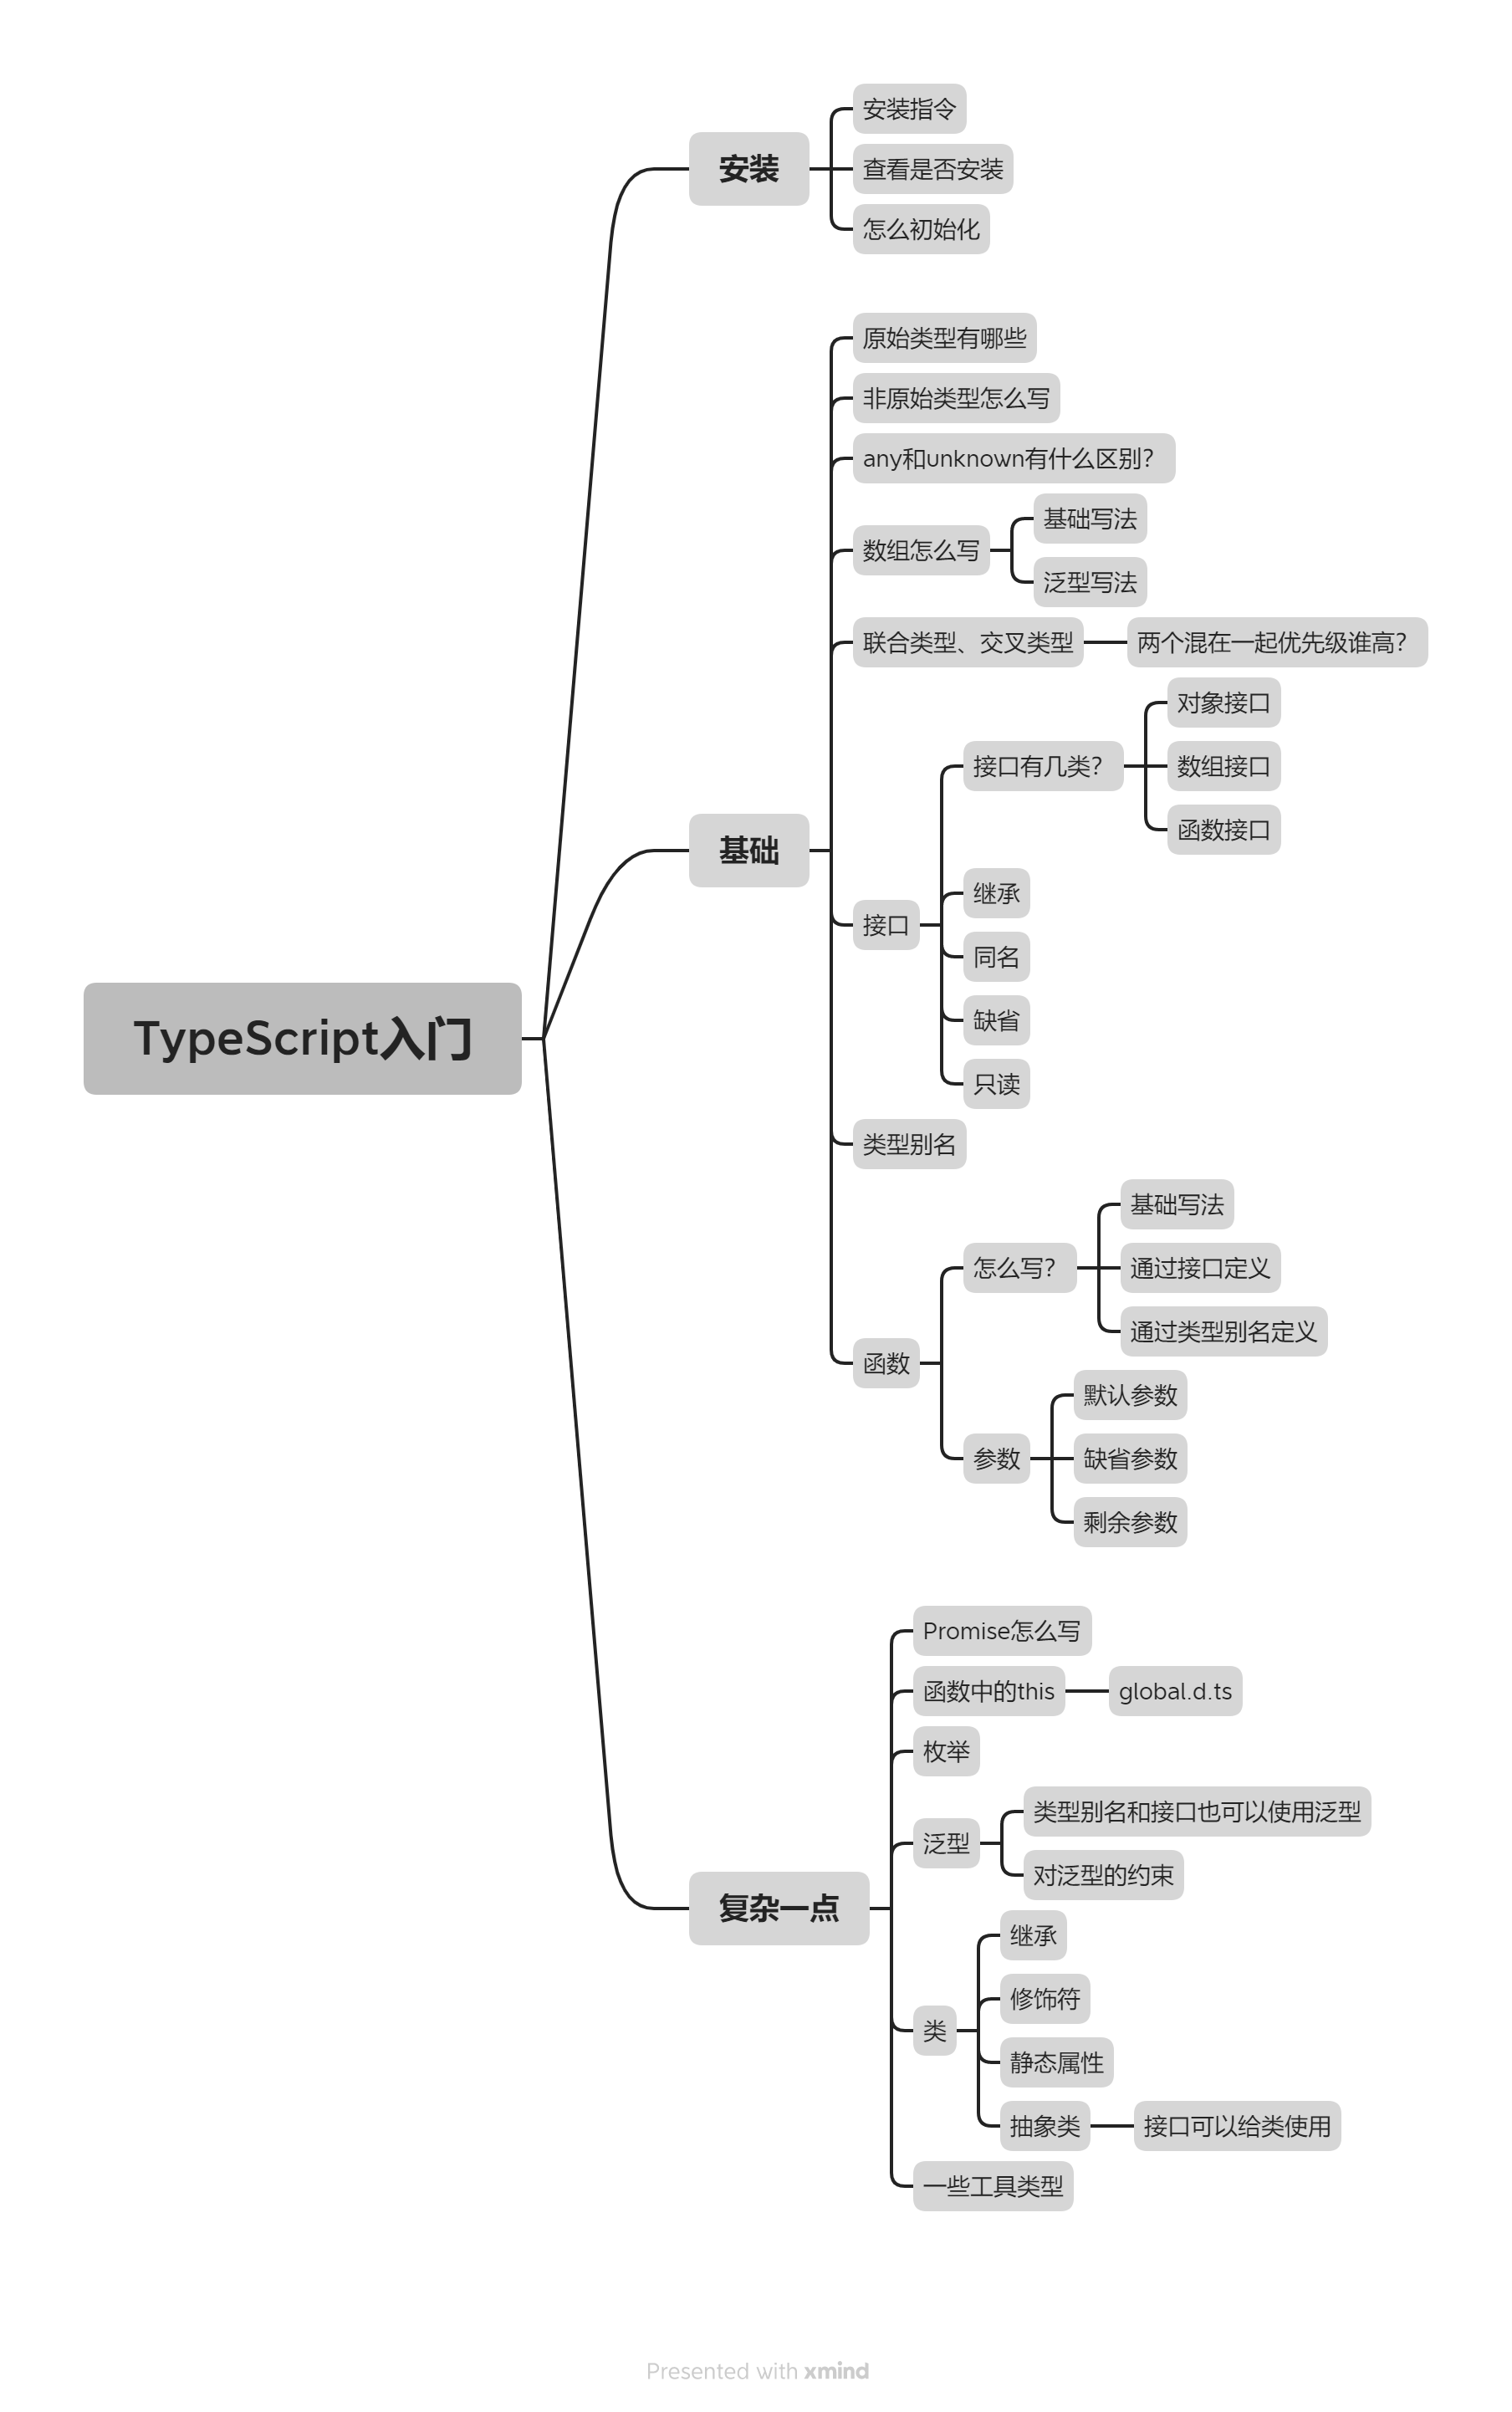 安装指令
安装
查看是否安装
怎么初始化
原始类型有哪些
非原始类型怎么写
any和unknown有什么区别？
基础写法
数组怎么写
泛型写法
联合类型、交叉类型
两个混在一起优先级谁高？
对象接口
接口有几类？
数组接口
函数接口
基础
继承
接口
同名
缺省
只读
TypeScript入门
类型别名
基础写法
怎么写？
通过接口定义
通过类型别名定义
函数
默认参数
参数
缺省参数
剩余参数
Promise怎么写
函数中的this
global.d.ts
枚举
类型别名和接口也可以使用泛型
泛型
对泛型的约束
复杂一点
继承
修饰符
类
静态属性
抽象类
接口可以给类使用
一些工具类型
Presented with xmind